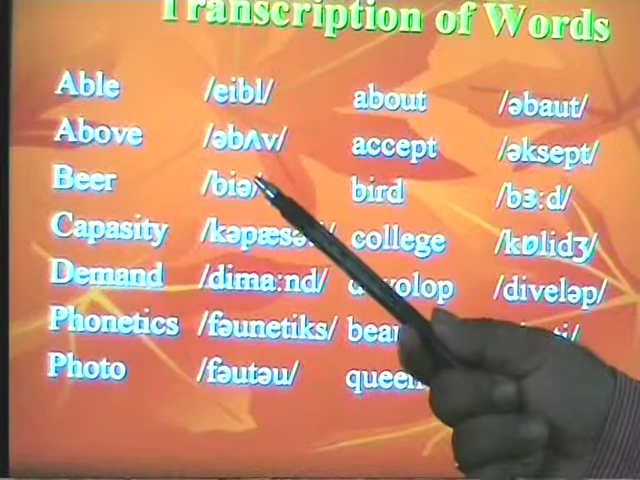 Transcription of Words
Able /eibl/ about /əbaut/
Above /əbʌv/ accept /əksept/
Beer /biə/ bird /bɜ:d/
Capasity college /kɒlidʒ/
Demand /dima:nd/ /diveləp/
Phonetics /fəunetiks/
Photo /fəutəu/ queen